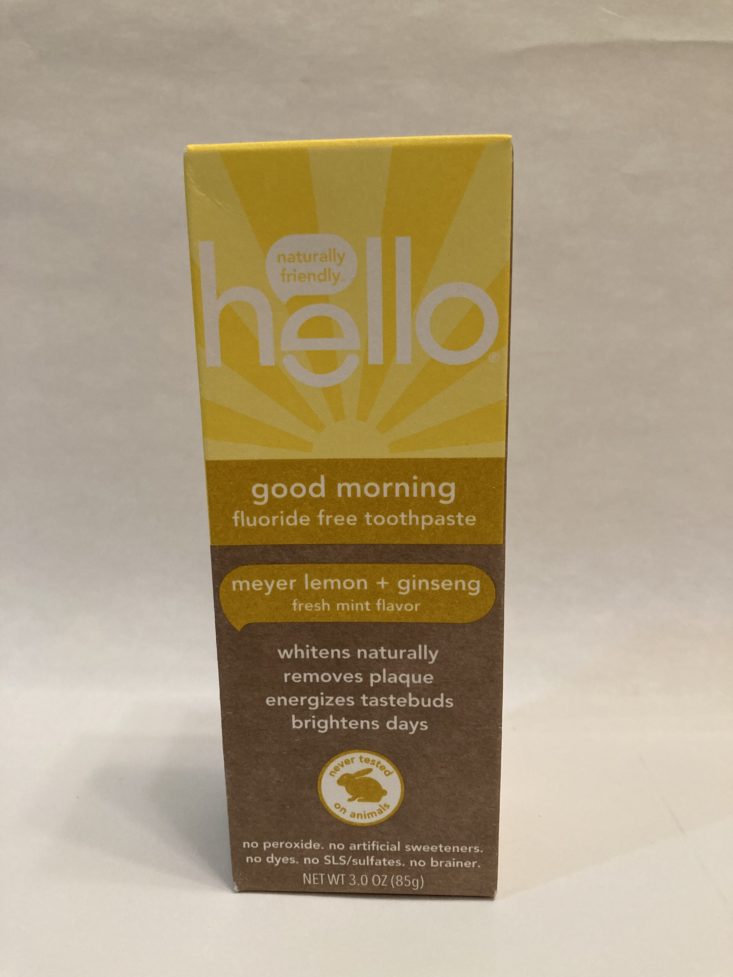 naturally
friendly™
hello®
good morning
fluoride free toothpaste
meyer lemon + ginseng
fresh mint flavor
whitens naturally
removes plaque
energizes tastebuds
brightens days
never tested
on animals
no peroxide. no artificial sweeteners.
no dyes. no SLS/sulfates. no brainer.
NET WT 3.0 OZ (85g)